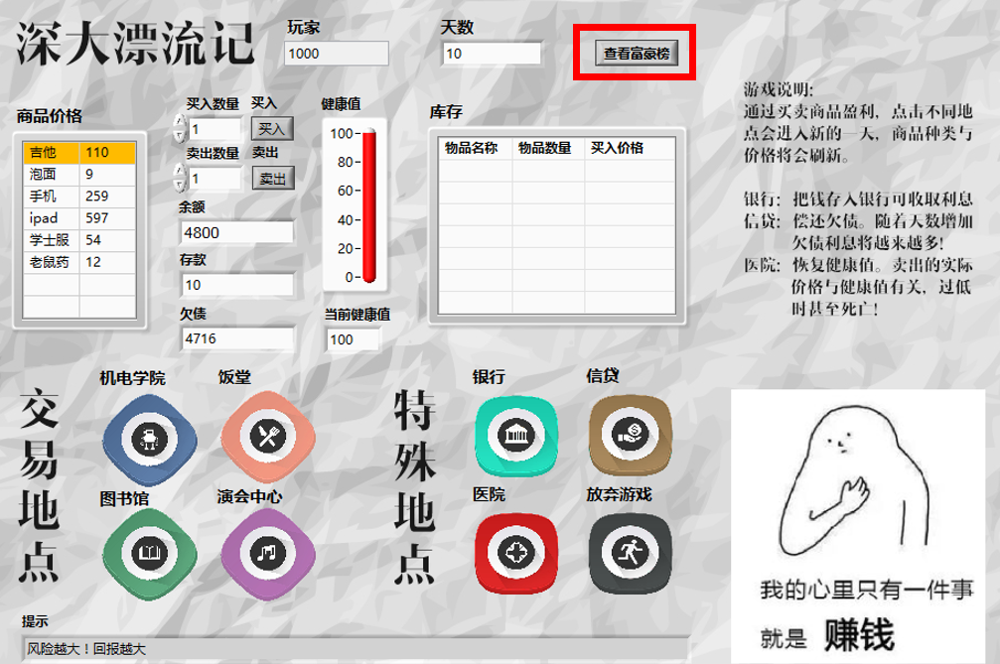 深大漂流记
玩家
1000
天数
10
查看富豪榜
商品价格
吉他 110
泡面 9
手机 259
ipad 597
学士服 54
老鼠药 12
买入数量 买入
1 买入
卖出数量 卖出
1 卖出
余额
4800
存款
10
欠债
4716
健康值
100
80
60
40
20
0
当前健康值
100
库存
物品名称 物品数量 买入价格
游戏说明:
通过买卖商品盈利，点击不同地
点会进入新的一天，商品种类与
价格将会刷新。
银行：把钱存入银行可收取利息
信贷：偿还欠债。随着天数增加
欠债利息将越来越多!
医院：恢复健康值。卖出的实际
价格与健康值有关，过低
时甚至死亡!
交易地点
机电学院 饭堂
图书馆 演会中心
特殊地点
银行 信贷
医院 放弃游戏
我的心里只有一件事
就是 赚钱
提示
风险越大！回报越大